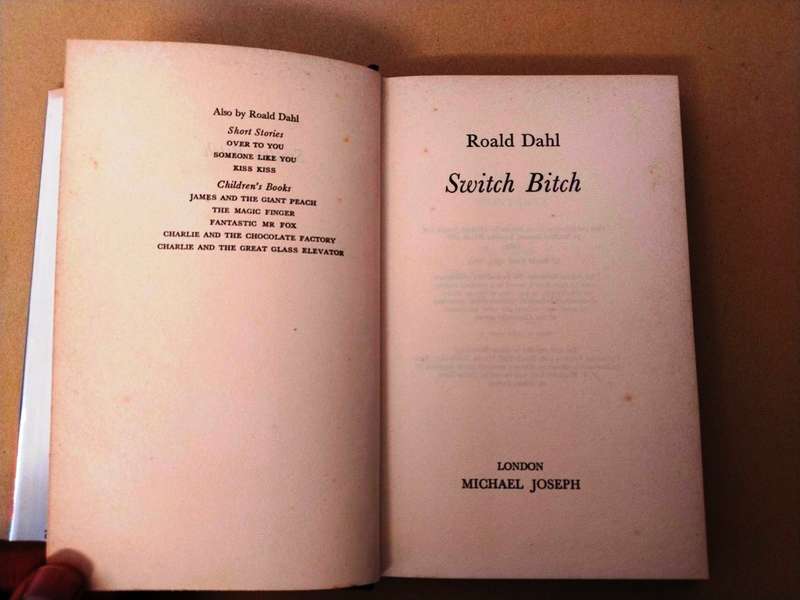 Also by Roald Dahl
Short Stories
OVER TO YOU
SOMEONE LIKE YOU
KISS KISS
Children's Books
JAMES AND THE GIANT PEACH
THE MAGIC FINGER
FANTASTIC MR FOX
CHARLIE AND THE CHOCOLATE FACTORY
CHARLIE AND THE GREAT GLASS ELEVATOR
Roald Dahl
Switch Bitch
LONDON
MICHAEL JOSEPH